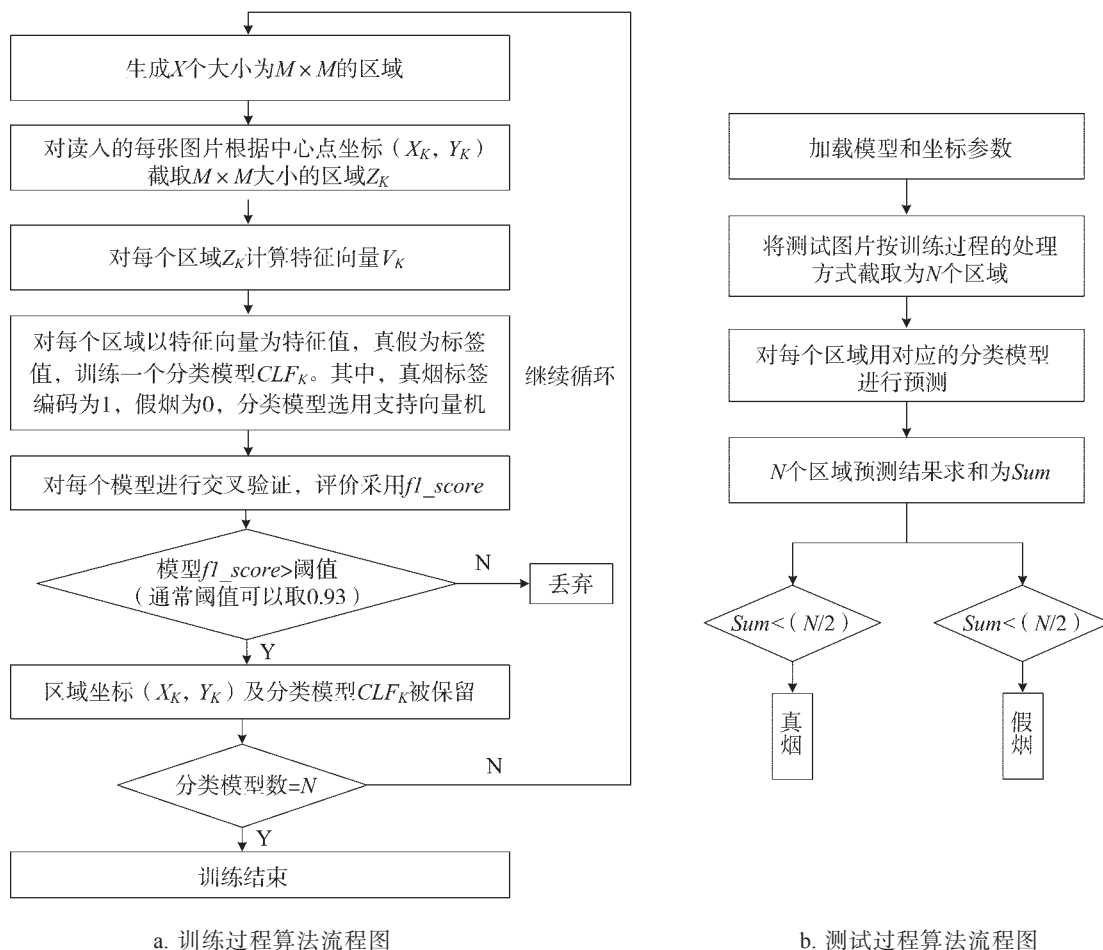 生成X个大小为M×M的区域
对读入的每张图片根据中心点坐标（X_K, Y_K）
截取M×M大小的区域Z_K
对每个区域Z_K计算特征向量V_K
对每个区域以特征向量为特征值，真假为标签
值，训练一个分类模型CLF_K。其中，真烟标签
编码为1，假烟为0，分类模型选用支持向量机
继续循环
对每个模型进行交叉验证，评价采用f1_score
模型f1_score>阈值
（通常阈值可以取0.93）
N
丢弃
Y
区域坐标（X_K, Y_K）及分类模型CLF_K被保留
分类模型数=N
N
Y
训练结束
a. 训练过程算法流程图
加载模型和坐标参数
将测试图片按训练过程的处理
方式截取为N个区域
对每个区域用对应的分类模型
进行预测
N个区域预测结果求和为Sum
Sum<（N/2）
Sum<（N/2）
真烟
假烟
b. 测试过程算法流程图